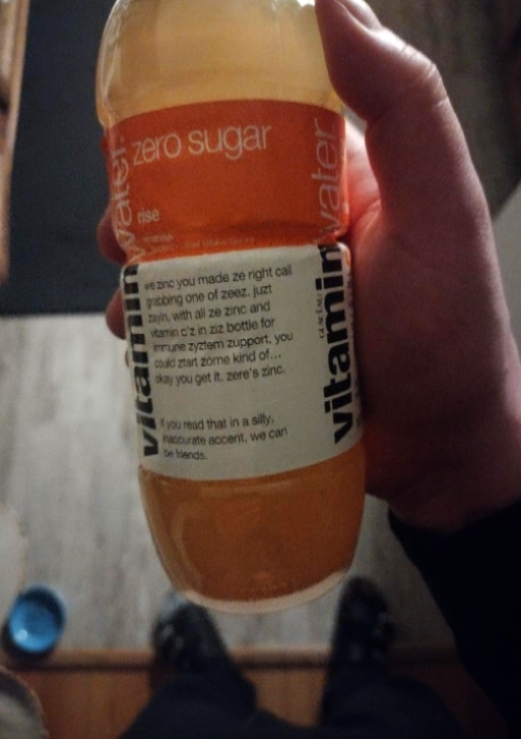 zero sugar
rise
water
water
vitamin
vitamin
glacéau
we zinc you made ze right call
grabbing one of zeez. juzt
zayin, with all ze zinc and
vitamin c'z in ziz bottle for
immune zyztem zupport, you
could ztart zome kind of...
okay you get it. zere's zinc.
if you read that in a silly,
inaccurate accent, we can
be friends.